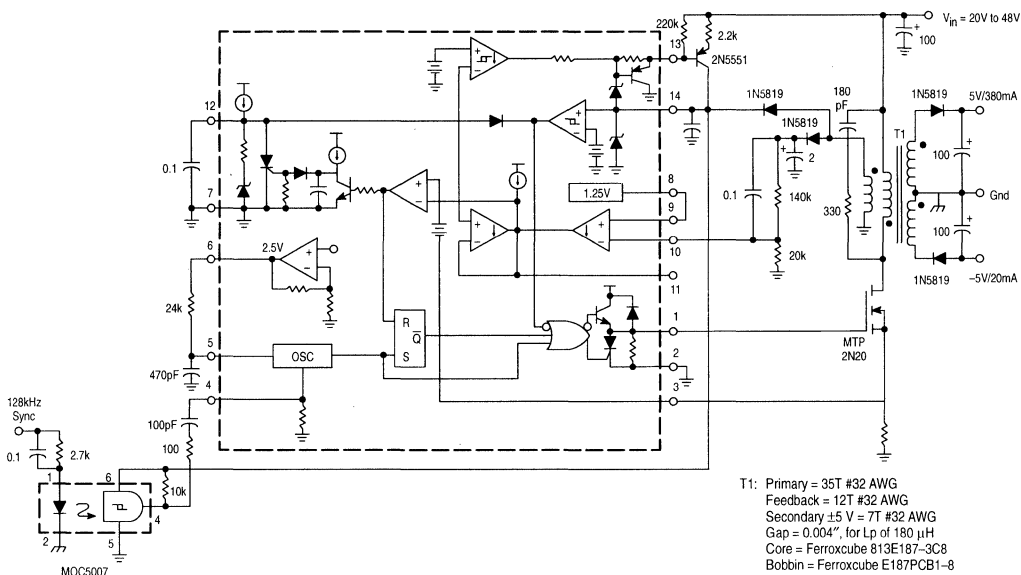 220k
2.2k
13
2N5551
Vin = 20V to 48V
+
100
+
−
12
14
1N5819
180
pF
1N5819
1N5819
5V/380mA
T1
0.1
+
2
+
100
7
8
1.25V
9
0.1
140k
Gnd
6
2.5V
10
20k
330
+
100
11
1N5819
−5V/20mA
24k
R
Q
S
1
MTP
2N20
5
OSC
2
470pF
4
3
128kHz
Sync
100pF
100
0.1
2.7k
1
6
10k
4
2
5
MOC5007
T1: Primary = 35T #32 AWG
Feedback = 12T #32 AWG
Secondary ±5 V = 7T #32 AWG
Gap = 0.004″, for Lp of 180 μH
Core = Ferroxcube 813E187–3C8
Bobbin = Ferroxcube E187PCB1–8